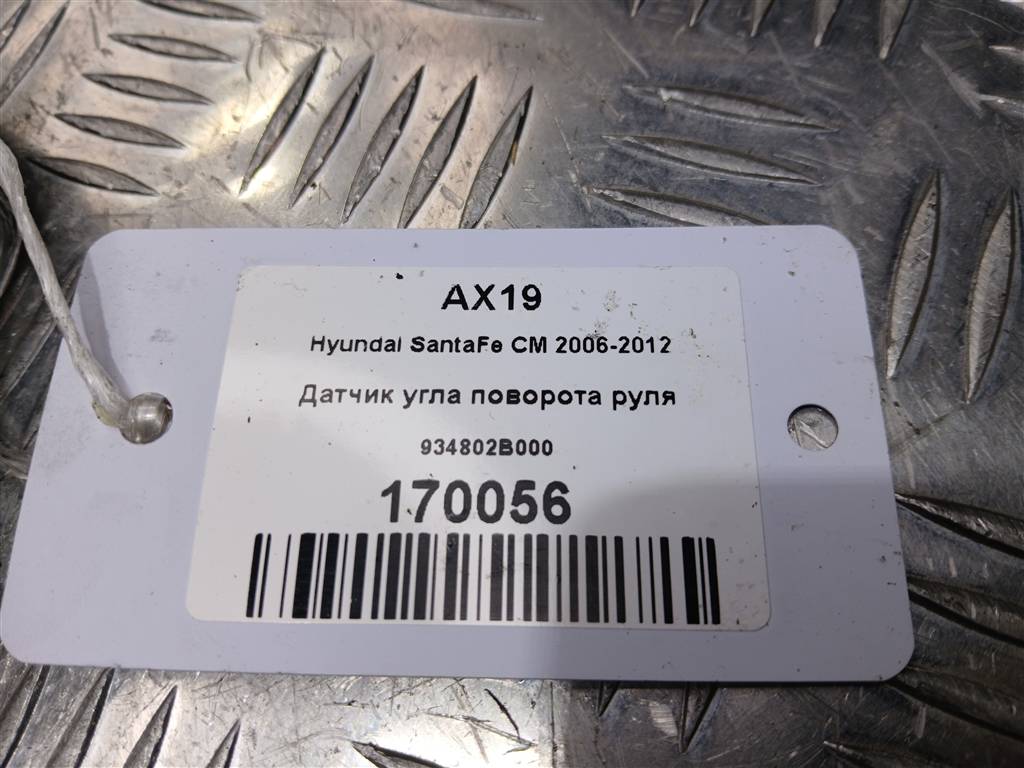 AX19
Hyundai SantaFe CM 2006-2012
Датчик угла поворота руля
934802B000
170056